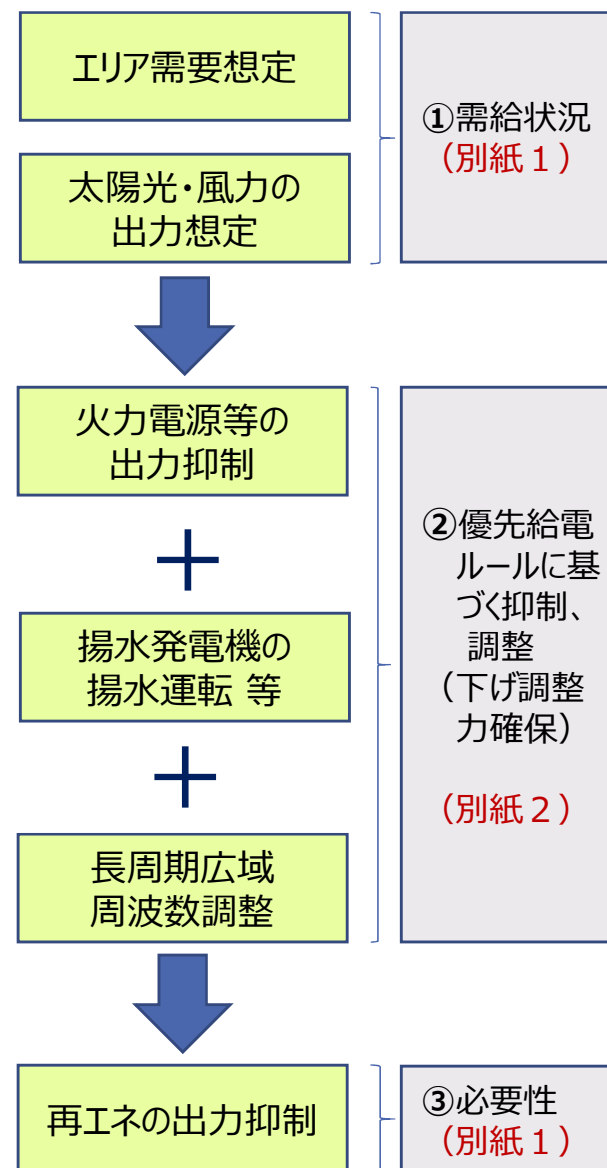 エリア需要想定
太陽光・風力の
出力想定
①需給状況
（別紙１）
火力電源等の
出力抑制
＋
揚水発電機の
揚水運転 等
＋
長周期広域
周波数調整
②優先給電
ルールに基
づく抑制、
調整
（下げ調整
力確保）
（別紙２）
再エネの出力抑制
③必要性
（別紙１）